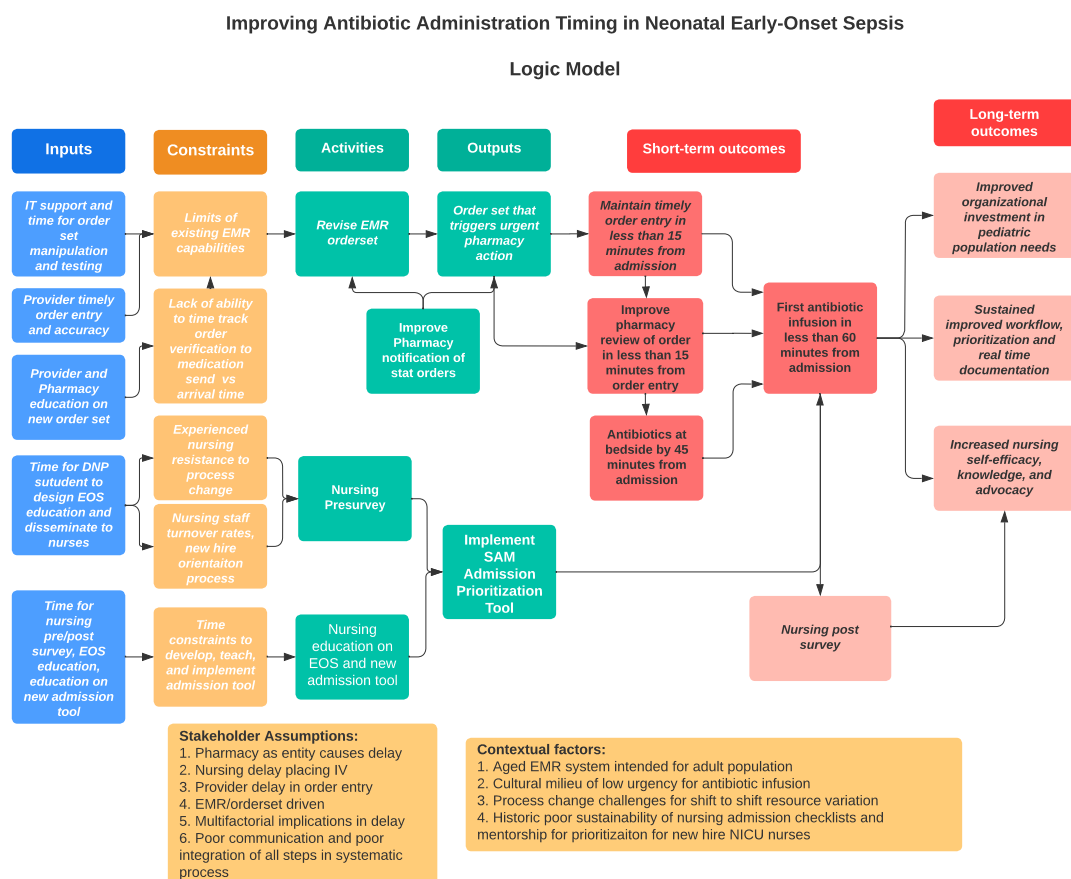 Improving Antibiotic Administration Timing in Neonatal Early-Onset Sepsis
Logic Model
Inputs
Constraints
Activities
Outputs
Short-term outcomes
Long-term
outcomes
IT support and
time for order
set
manipulation
and testing
Provider timely
order entry
and accuracy
Provider and
Pharmacy
education on
new order set
Time for DNP
sutudent to
design EOS
education and
disseminate to
nurses
Time for
nursing
pre/post
survey, EOS
education,
education on
new admission
tool
Limits of
existing EMR
capabilities
Lack of ability
to time track
order
verification to
medication
send vs
arrival time
Experienced
nursing
resistance to
process
change
Nursing staff
turnover rates,
new hire
orientaiton
process
Time
constraints to
develop, teach,
and implement
admission tool
Revise EMR
orderset
Improve
Pharmacy
notification of
stat orders
Nursing
Presurvey
Nursing
education on
EOS and new
admission tool
Order set that
triggers urgent
pharmacy
action
Implement
SAM
Admission
Prioritization
Tool
Maintain timely
order entry in
less than 15
minutes from
admission
Improve
pharmacy
review of order
in less than 15
minutes from
order entry
Antibiotics at
bedside by 45
minutes from
admission
First antibiotic
infusion in
less than 60
minutes from
admission
Nursing post
survey
Improved
organizational
investment in
pediatric
population needs
Sustained
improved workflow,
prioritization and
real time
documentation
Increased nursing
self-efficacy,
knowledge, and
advocacy
Stakeholder Assumptions:
1. Pharmacy as entity causes delay
2. Nursing delay placing IV
3. Provider delay in order entry
4. EMR/orderset driven
5. Multifactorial implications in delay
6. Poor communication and poor
integration of all steps in systematic
process
Contextual factors:
1. Aged EMR system intended for adult population
2. Cultural milieu of low urgency for antibiotic infusion
3. Process change challenges for shift to shift resource variation
4. Historic poor sustainability of nursing admission checklists and
mentorship for prioritizaiton for new hire NICU nurses